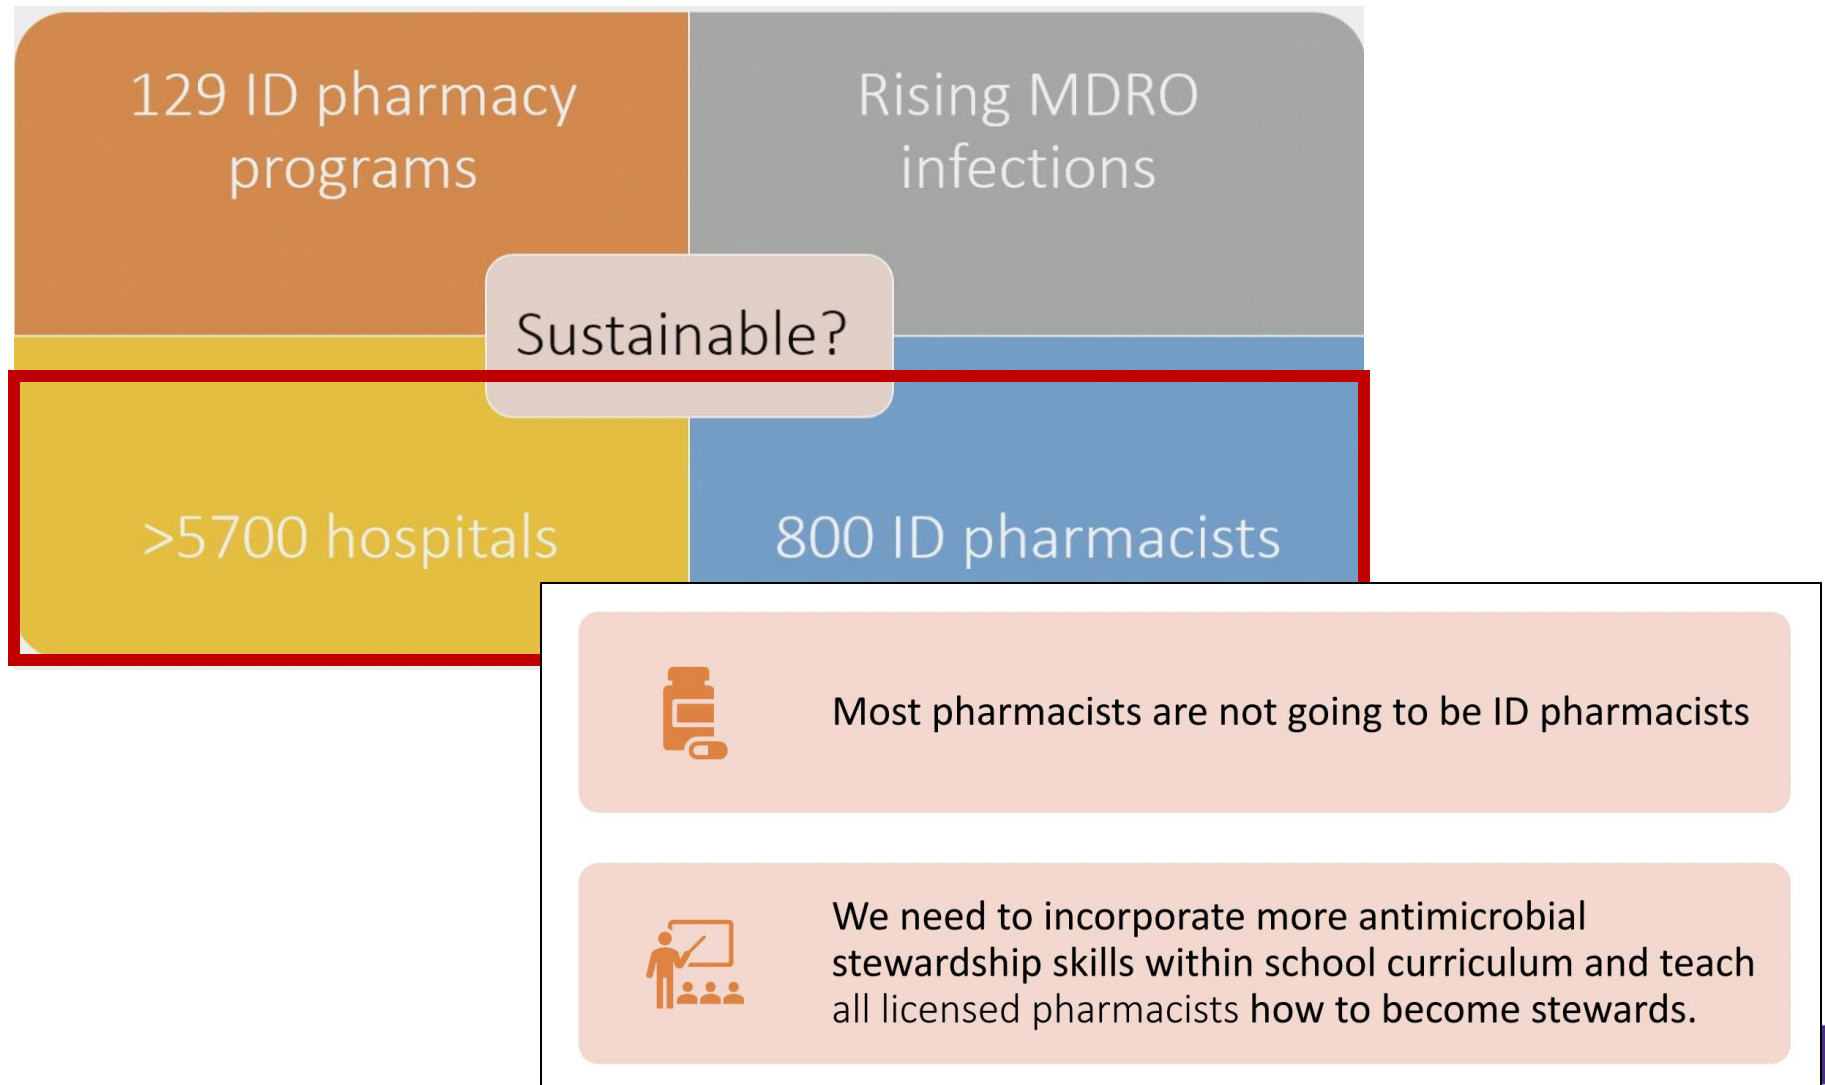 129 ID pharmacy
programs
Rising MDRO
infections
Sustainable?
>5700 hospitals
800 ID pharmacists
Most pharmacists are not going to be ID pharmacists
We need to incorporate more antimicrobial
stewardship skills within school curriculum and teach
all licensed pharmacists how to become stewards.